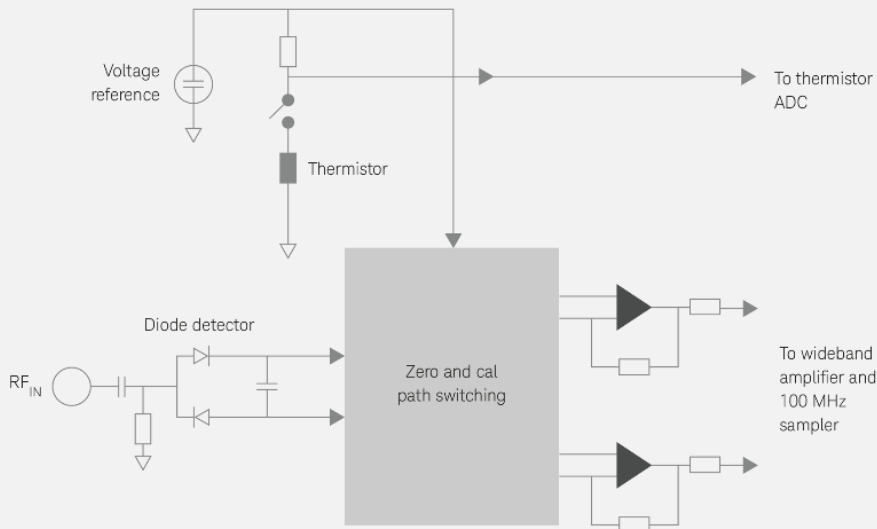 Voltage
reference
To thermistor
ADC
Thermistor
Diode detector
RF IN
Zero and cal
path switching
To wideband
amplifier and
100 MHz
sampler